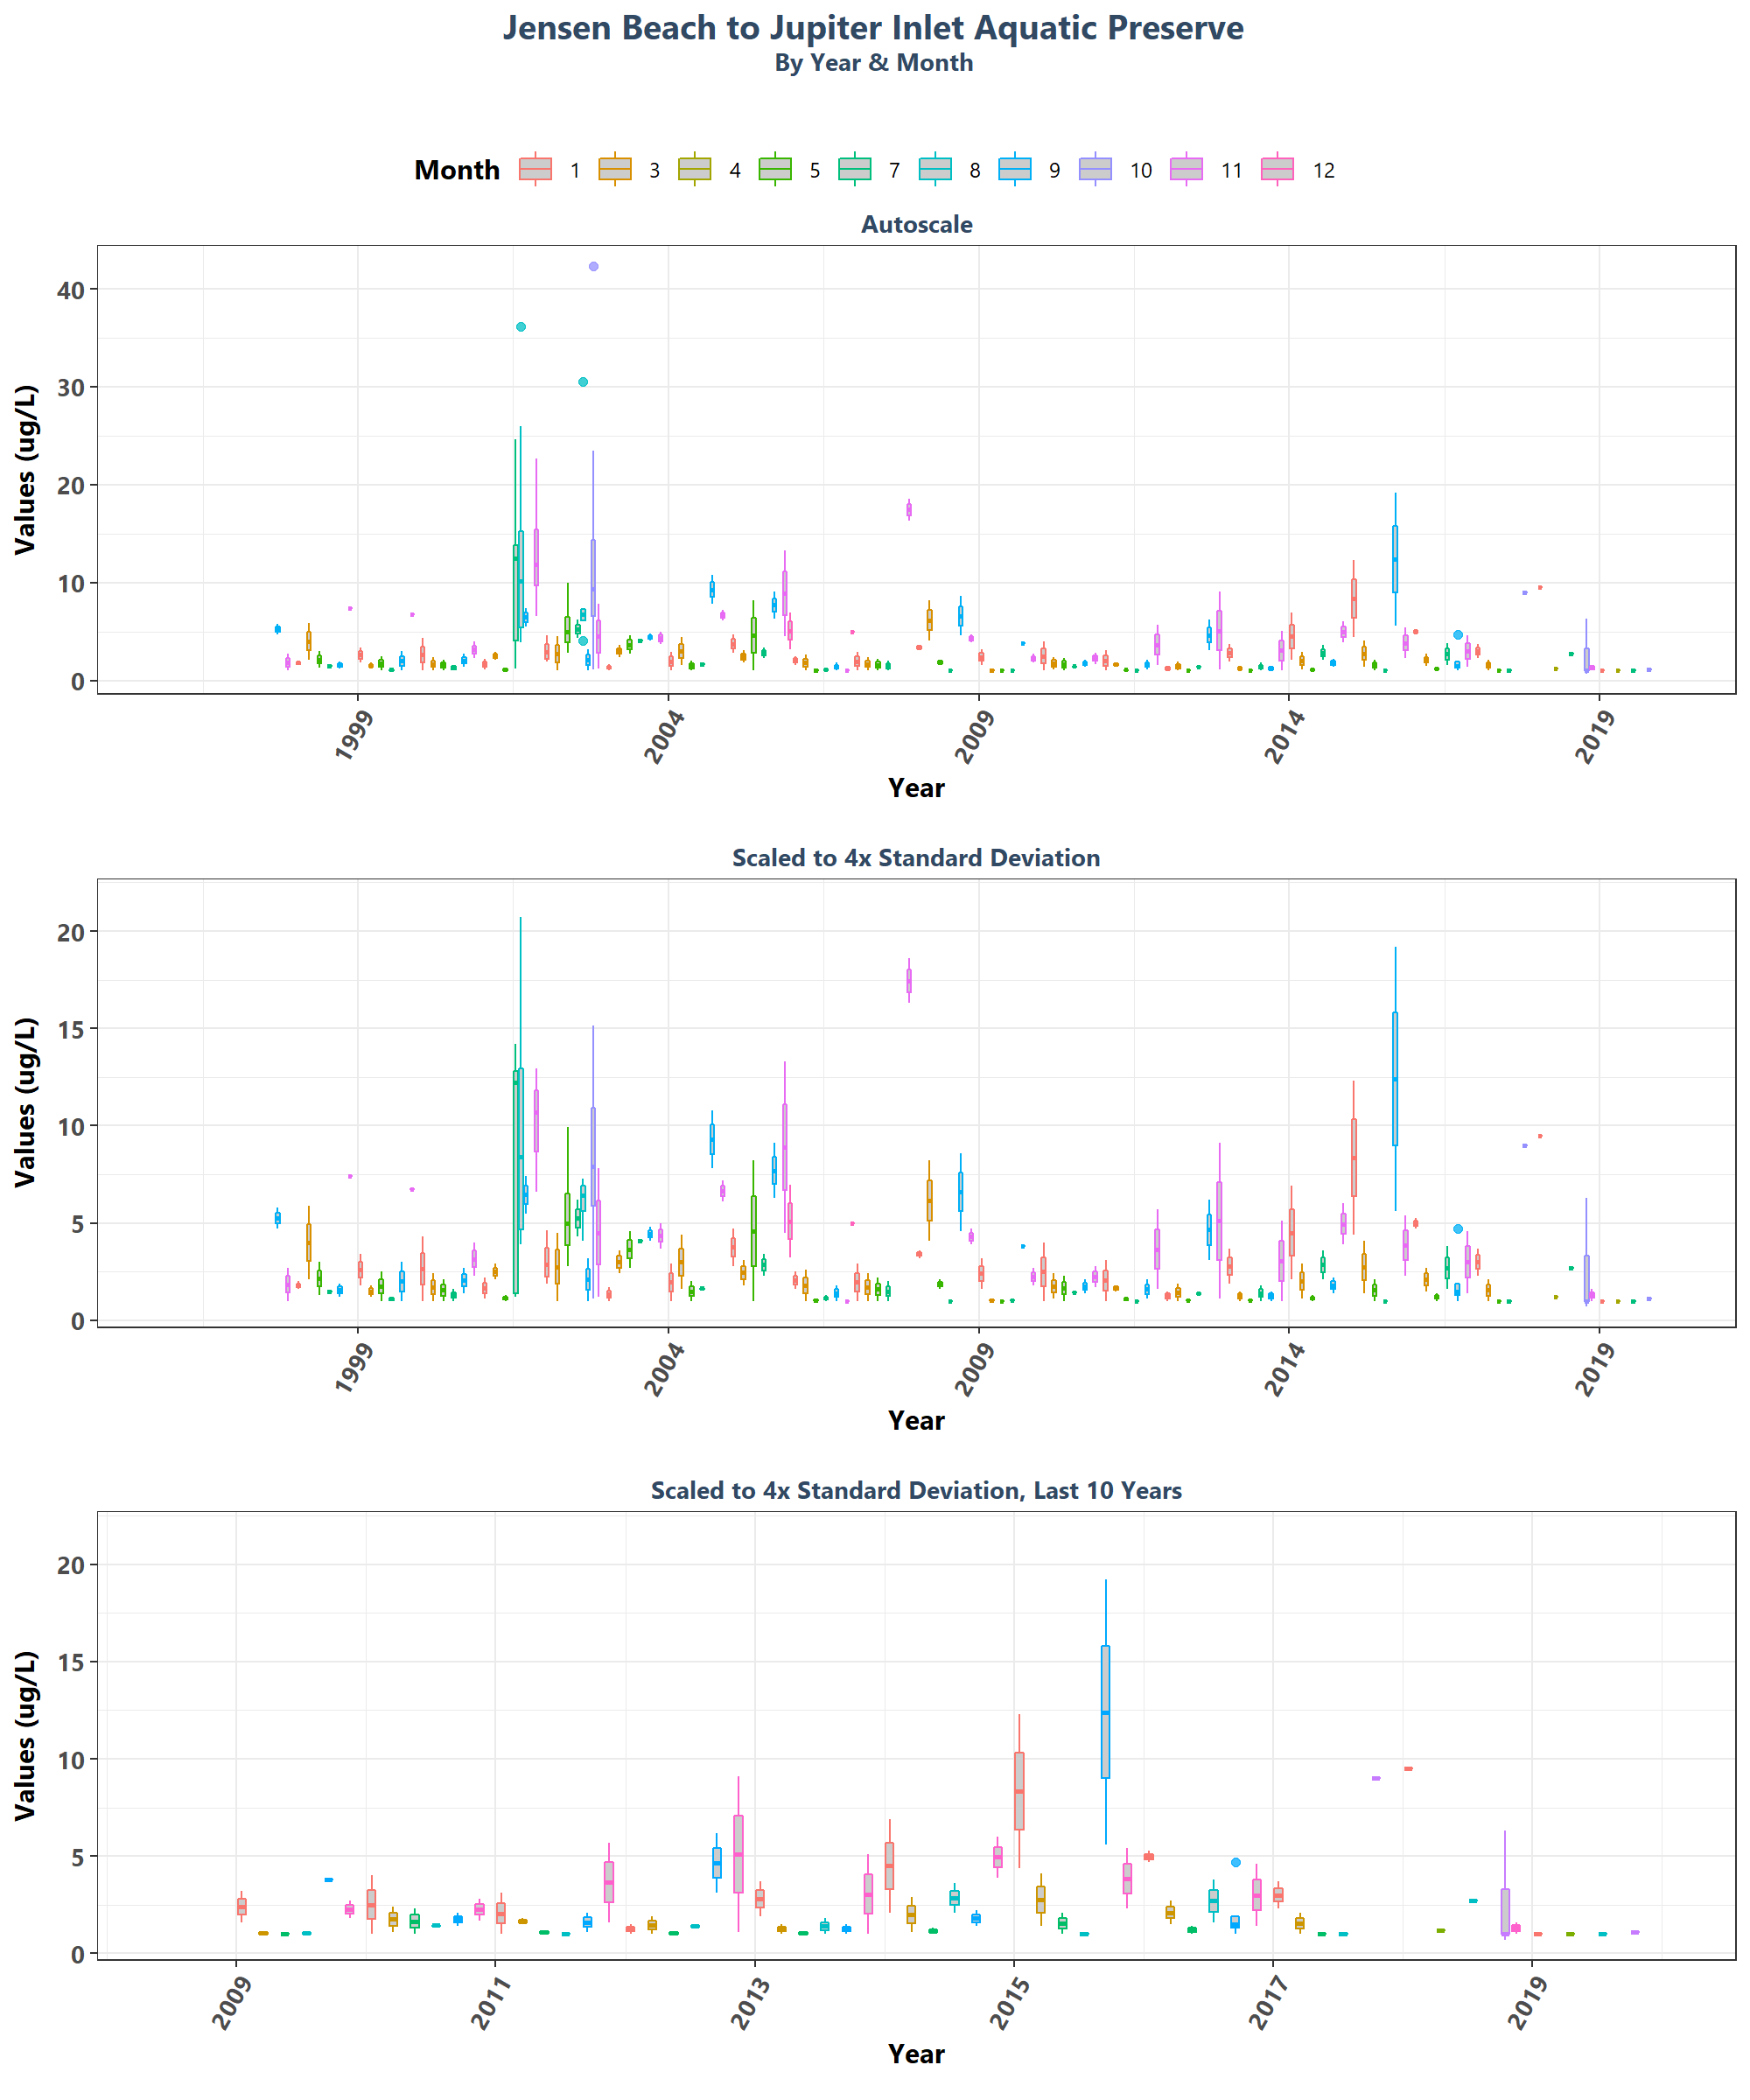 Jensen Beach to Jupiter Inlet Aquatic Preserve
By Year & Month
Month 1 3 4 5 7 8 9 10 11 12
Autoscale
Values (ug/L)
40
30
20
10
0
1999 2004 2009 2014 2019
Year
Scaled to 4x Standard Deviation
Values (ug/L)
20
15
10
5
0
1999 2004 2009 2014 2019
Year
Scaled to 4x Standard Deviation, Last 10 Years
Values (ug/L)
20
15
10
5
0
2009 2011 2013 2015 2017 2019
Year